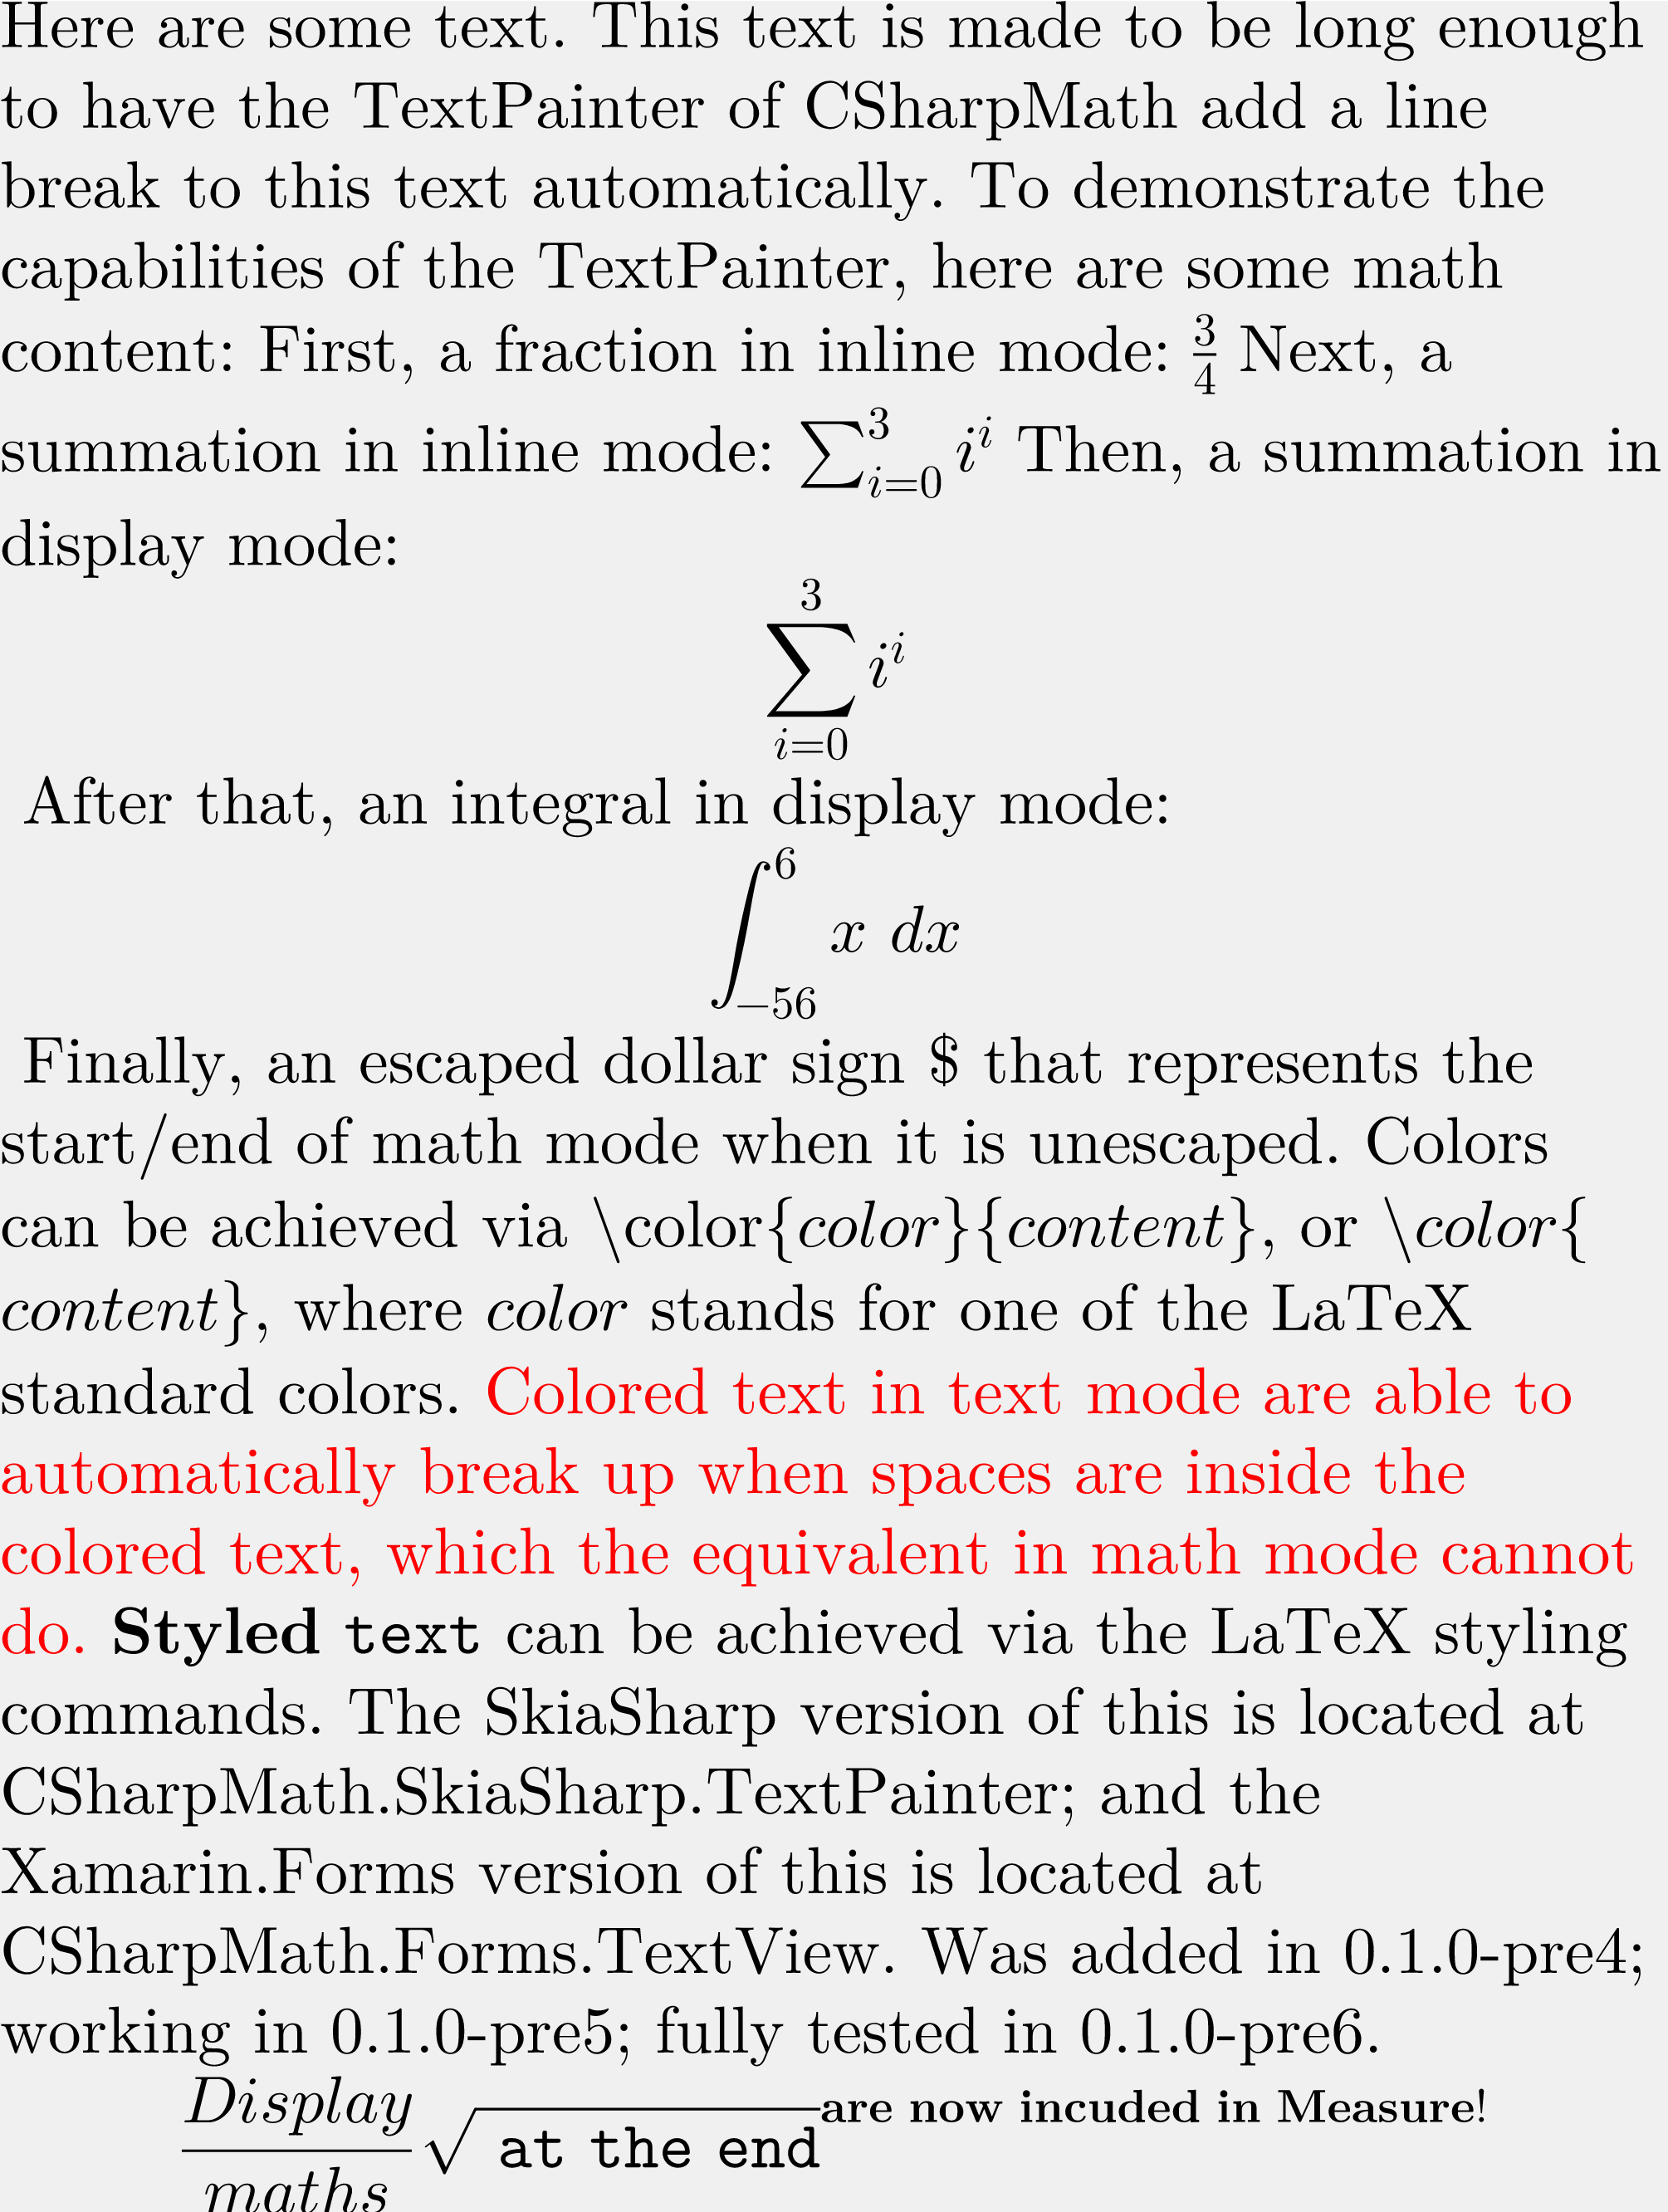 Here are some text. This text is made to be long enough
to have the TextPainter of CSharpMath add a line
break to this text automatically. To demonstrate the
capabilities of the TextPainter, here are some math
content: First, a fraction in inline mode: $\frac{3}{4}$ Next, a
summation in inline mode: $\sum_{i=0}^{3} i^i$ Then, a summation in
display mode:
$$\sum_{i=0}^{3} i^i$$
After that, an integral in display mode:
$$\int_{-56}^{6} x \ dx$$
Finally, an escaped dollar sign $ that represents the
start/end of math mode when it is unescaped. Colors
can be achieved via \color{color}{content}, or \color{
content}, where color stands for one of the LaTeX
standard colors. Colored text in text mode are able to
automatically break up when spaces are inside the
colored text, which the equivalent in math mode cannot
do. Styled text can be achieved via the LaTeX styling
commands. The SkiaSharp version of this is located at
CSharpMath.SkiaSharp.TextPainter; and the
Xamarin.Forms version of this is located at
CSharpMath.Forms.TextView. Was added in 0.1.0-pre4;
working in 0.1.0-pre5; fully tested in 0.1.0-pre6.
$$\frac{Display}{maths} \sqrt{\texttt{at the end}}^{\textbf{are now incuded in Measure!}}$$